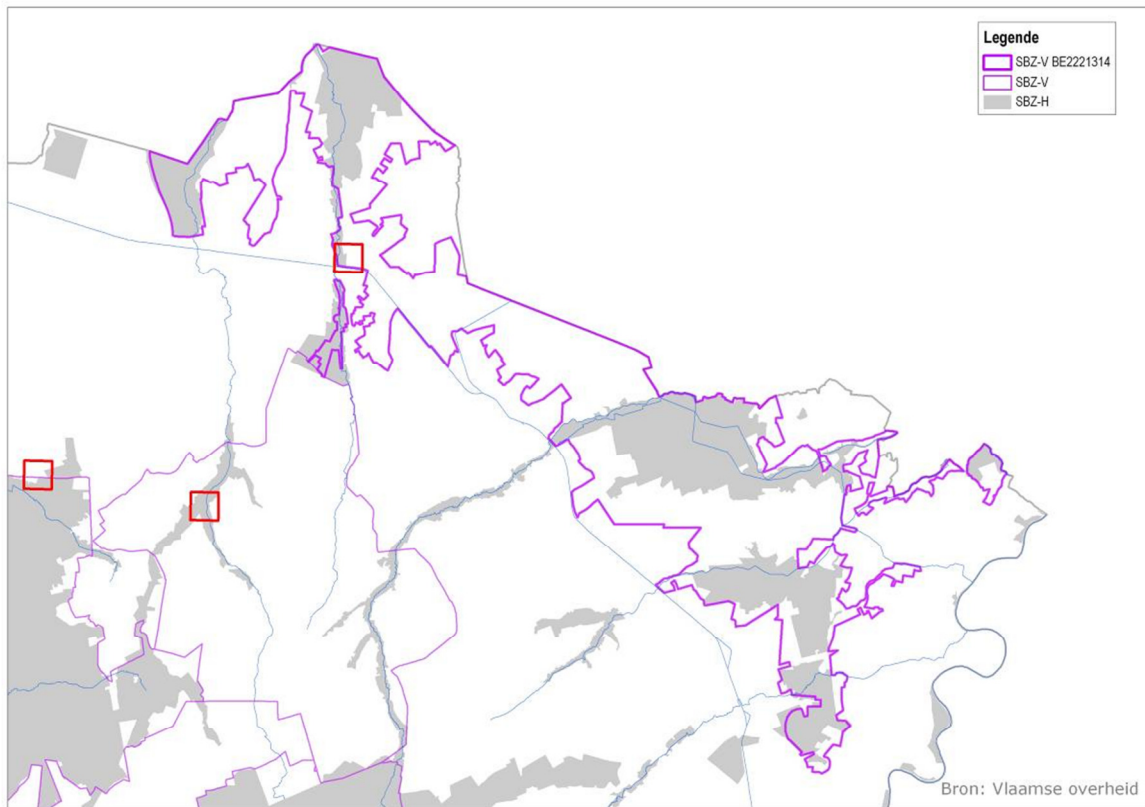 Legende
SBZ-V BE2221314
SBZ-V
SBZ-H
Bron: Vlaamse overheid